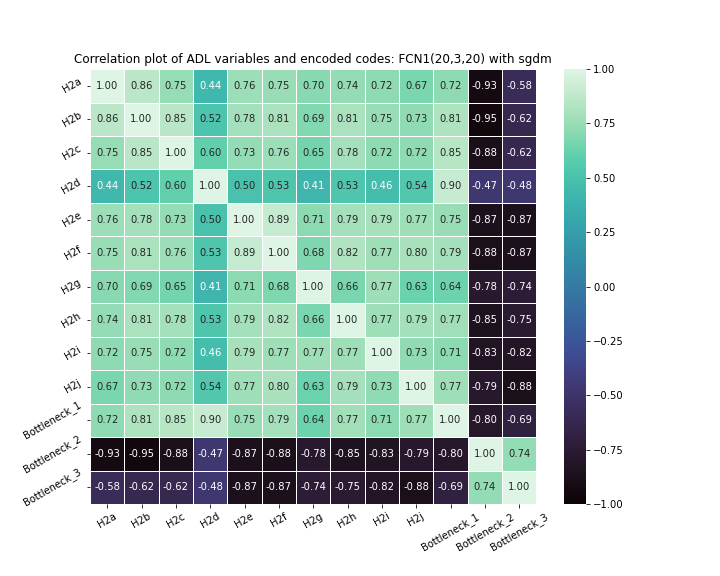 Correlation plot of ADL variables and encoded codes: FCN1(20,3,20) with sgdm
H2a 1.00 0.86 0.75 0.44 0.76 0.75 0.70 0.74 0.72 0.67 0.72 -0.93 -0.58
H2b 0.86 1.00 0.85 0.52 0.78 0.81 0.69 0.81 0.75 0.73 0.81 -0.95 -0.62
H2c 0.75 0.85 1.00 0.60 0.73 0.76 0.65 0.78 0.72 0.72 0.85 -0.88 -0.62
H2d 0.44 0.52 0.60 1.00 0.50 0.53 0.41 0.53 0.46 0.54 0.90 -0.47 -0.48
H2e 0.76 0.78 0.73 0.50 1.00 0.89 0.71 0.79 0.79 0.77 0.75 -0.87 -0.87
H2f 0.75 0.81 0.76 0.53 0.89 1.00 0.68 0.82 0.77 0.80 0.79 -0.88 -0.87
H2g 0.70 0.69 0.65 0.41 0.71 0.68 1.00 0.66 0.77 0.63 0.64 -0.78 -0.74
H2h 0.74 0.81 0.78 0.53 0.79 0.82 0.66 1.00 0.77 0.79 0.77 -0.85 -0.75
H2i 0.72 0.75 0.72 0.46 0.79 0.77 0.77 0.77 1.00 0.73 0.71 -0.83 -0.82
H2j 0.67 0.73 0.72 0.54 0.77 0.80 0.63 0.79 0.73 1.00 0.77 -0.79 -0.88
Bottleneck_1 0.72 0.81 0.85 0.90 0.75 0.79 0.64 0.77 0.71 0.77 1.00 -0.80 -0.69
Bottleneck_2 -0.93 -0.95 -0.88 -0.47 -0.87 -0.88 -0.78 -0.85 -0.83 -0.79 -0.80 1.00 0.74
Bottleneck_3 -0.58 -0.62 -0.62 -0.48 -0.87 -0.87 -0.74 -0.75 -0.82 -0.88 -0.69 0.74 1.00
H2a H2b H2c H2d H2e H2f H2g H2h H2i H2j Bottleneck_1 Bottleneck_2 Bottleneck_3
1.00
0.75
0.50
0.25
0.00
-0.25
-0.50
-0.75
-1.00